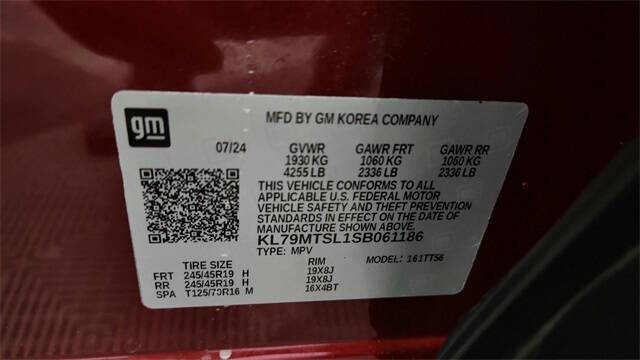 gm
MFD BY GM KOREA COMPANY
07/24 GVWR GAWR FRT GAWR RR
1930 KG 1060 KG 1060 KG
4255 LB 2336 LB 2336 LB
THIS VEHICLE CONFORMS TO ALL
APPLICABLE U.S. FEDERAL MOTOR
VEHICLE SAFETY AND THEFT PREVENTION
STANDARDS IN EFFECT ON THE DATE OF
MANUFACTURE SHOWN ABOVE.
KL79MTSL1SB061186
TYPE: MPV MODEL: 1TT56
TIRE SIZE RIM
FRT 245/45R19 H 19X8J
RR 245/45R19 H 19X8J
SPA T125/70R16 M 16X4BT